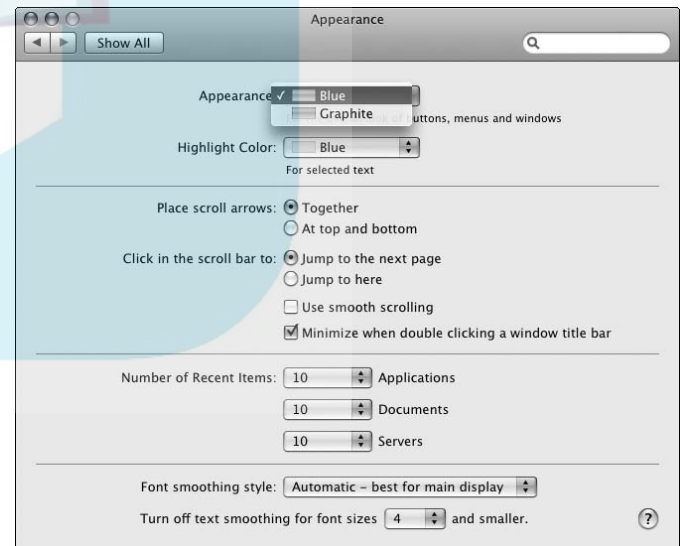 Appearance
Show All
Appearance
Blue
Graphite
buttons, menus and windows
Highlight Color: Blue
For selected text
Place scroll arrows: Together
At top and bottom
Click in the scroll bar to: Jump to the next page
Jump to here
Use smooth scrolling
Minimize when double clicking a window title bar
Number of Recent Items: 10 Applications
10 Documents
10 Servers
Font smoothing style: Automatic – best for main display
Turn off text smoothing for font sizes 4 and smaller.
?